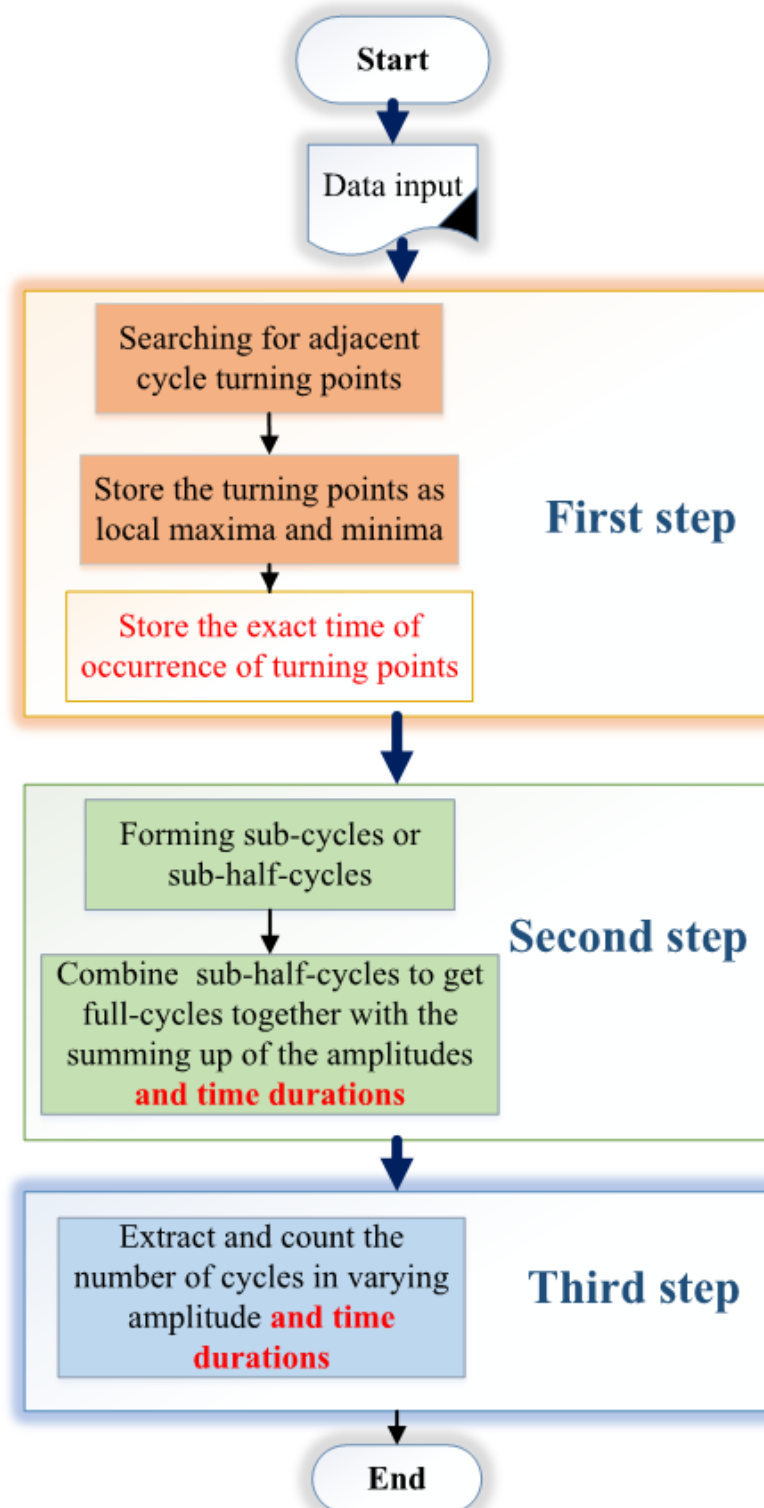 Start
Data input
Searching for adjacent
cycle turning points
Store the turning points as
local maxima and minima
First step
Store the exact time of
occurrence of turning points
Forming sub-cycles or
sub-half-cycles
Second step
Combine sub-half-cycles to get
full-cycles together with the
summing up of the amplitudes
and time durations
Extract and count the
number of cycles in varying
amplitude and time
durations
Third step
End